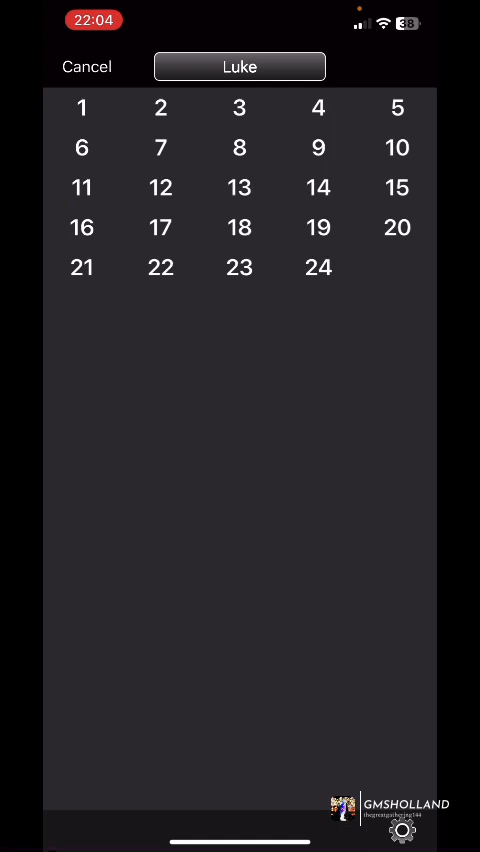 22:04
38
Cancel
Luke
1 2 3 4 5
6 7 8 9 10
11 12 13 14 15
16 17 18 19 20
21 22 23 24
GMSHOLLAND
thegreatgathering144